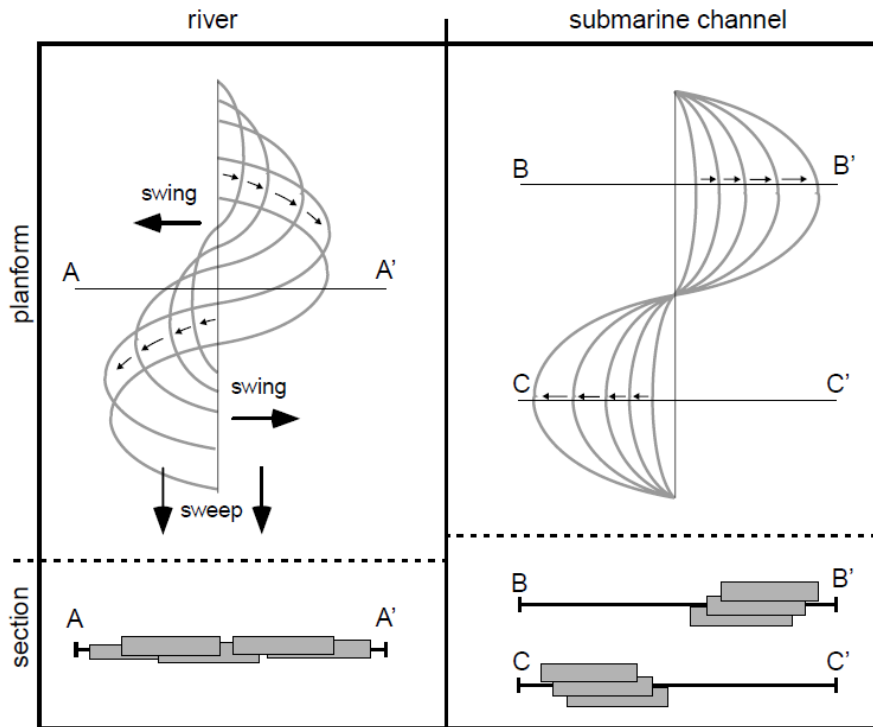 river
submarine channel
planform
swing
A A'
swing
sweep
B B'
C C'
section
A A'
B B'
C C'